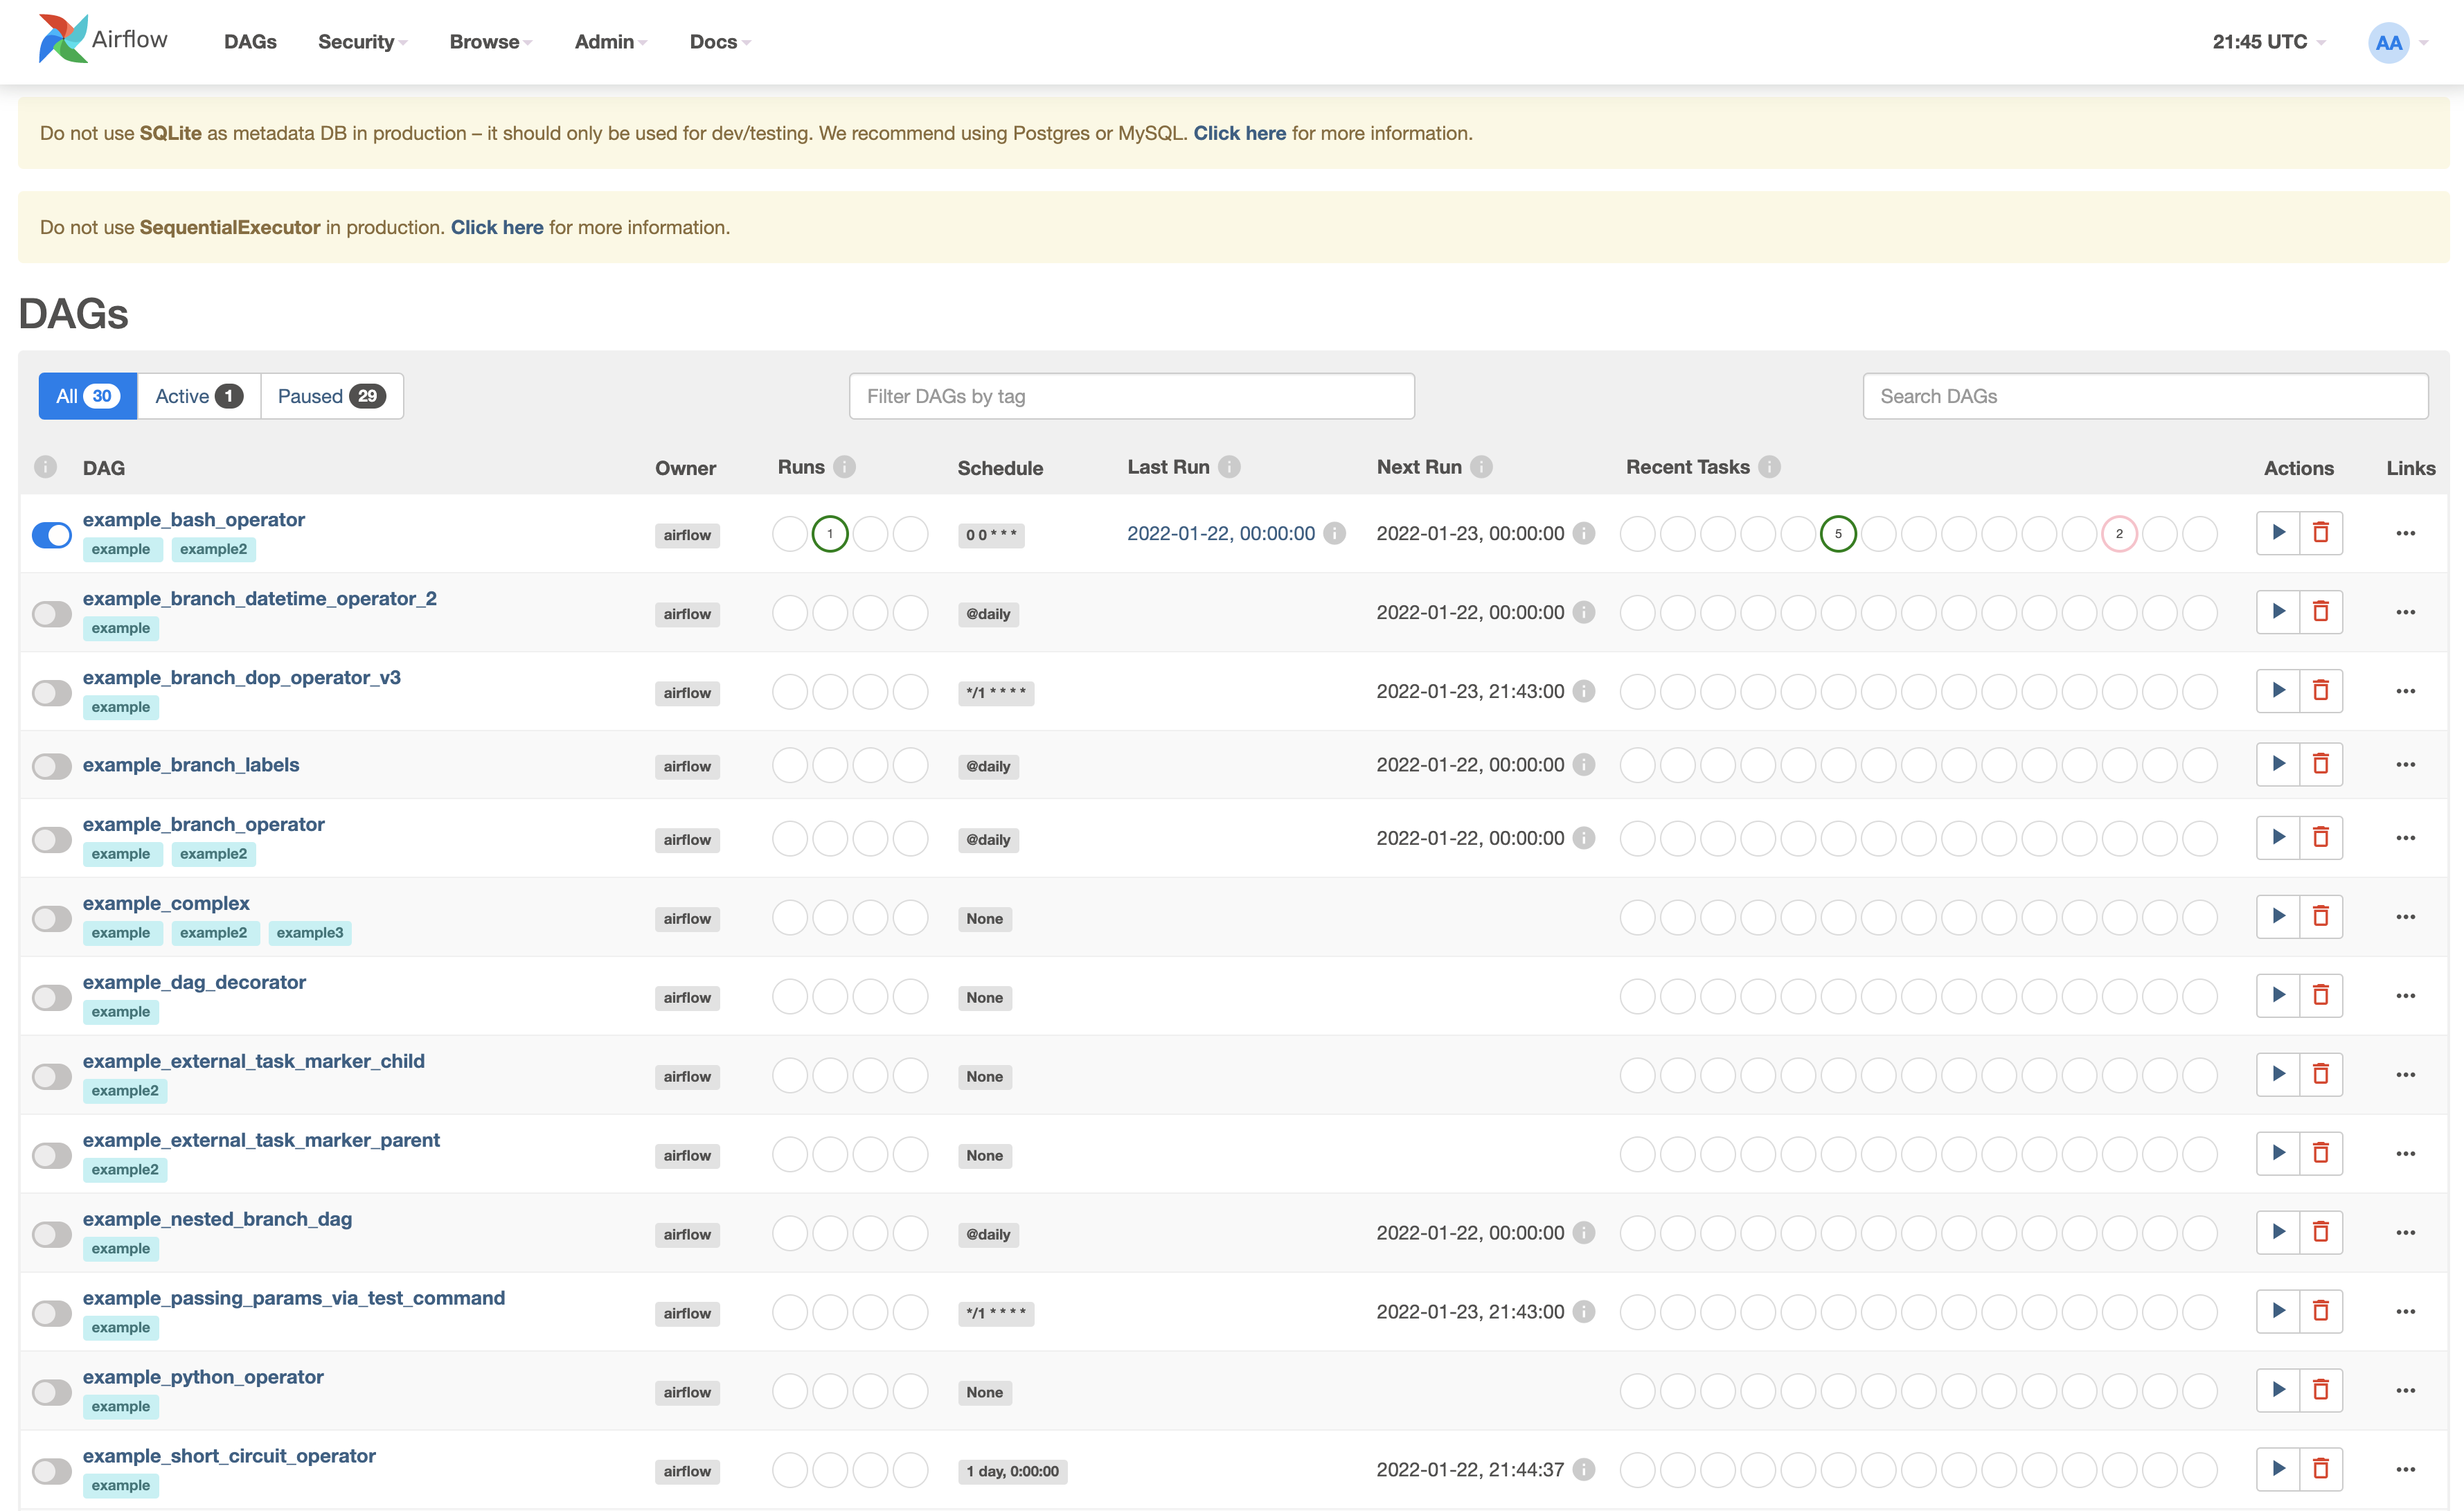 Airflow DAGs Security Browse Admin Docs 21:45 UTC AA
Do not use SQLite as metadata DB in production – it should only be used for dev/testing. We recommend using Postgres or MySQL. Click here for more information.
Do not use SequentialExecutor in production. Click here for more information.
DAGs
All 30 Active 1 Paused 29 Filter DAGs by tag Search DAGs
i DAG Owner Runs i Schedule Last Run i Next Run i Recent Tasks i Actions Links
example_bash_operator
example example2 airflow 1 0 0 * * * 2022-01-22, 00:00:00 i 2022-01-23, 00:00:00 i 5 2
example_branch_datetime_operator_2
example airflow @daily 2022-01-22, 00:00:00 i
example_branch_dop_operator_v3
example airflow */1 * * * * 2022-01-23, 21:43:00 i
example_branch_labels airflow @daily 2022-01-22, 00:00:00 i
example_branch_operator
example example2 airflow @daily 2022-01-22, 00:00:00 i
example_complex
example example2 example3 airflow None
example_dag_decorator
example airflow None
example_external_task_marker_child
example2 airflow None
example_external_task_marker_parent
example2 airflow None
example_nested_branch_dag
example airflow @daily 2022-01-22, 00:00:00 i
example_passing_params_via_test_command
example airflow */1 * * * * 2022-01-23, 21:43:00 i
example_python_operator
example airflow None
example_short_circuit_operator
example airflow 1 day, 0:00:00 2022-01-22, 21:44:37 i